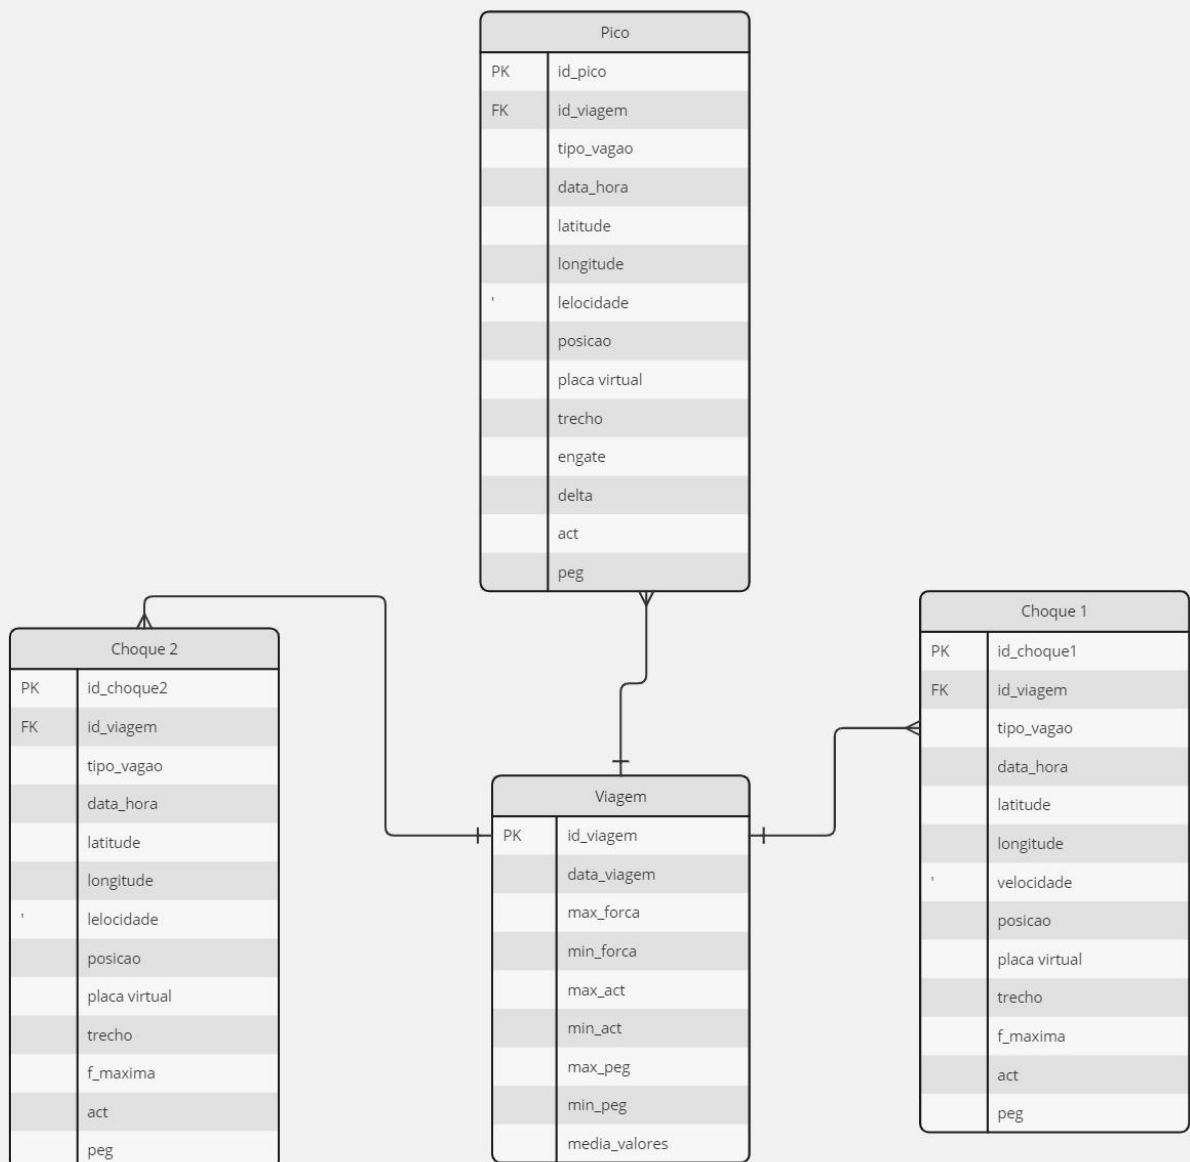 Pico
PK id_pico
FK id_viagem
tipo_vagao
data_hora
latitude
longitude
' lelocidade
posicao
placa virtual
trecho
engate
delta
act
peg
Choque 2
PK id_choque2
FK id_viagem
tipo_vagao
data_hora
latitude
longitude
' lelocidade
posicao
placa virtual
trecho
f_maxima
act
peg
Viagem
PK id_viagem
data_viagem
max_forca
min_forca
max_act
min_act
max_peg
min_peg
media_valores
Choque 1
PK id_choque1
FK id_viagem
tipo_vagao
data_hora
latitude
longitude
' velocidade
posicao
placa virtual
trecho
f_maxima
act
peg